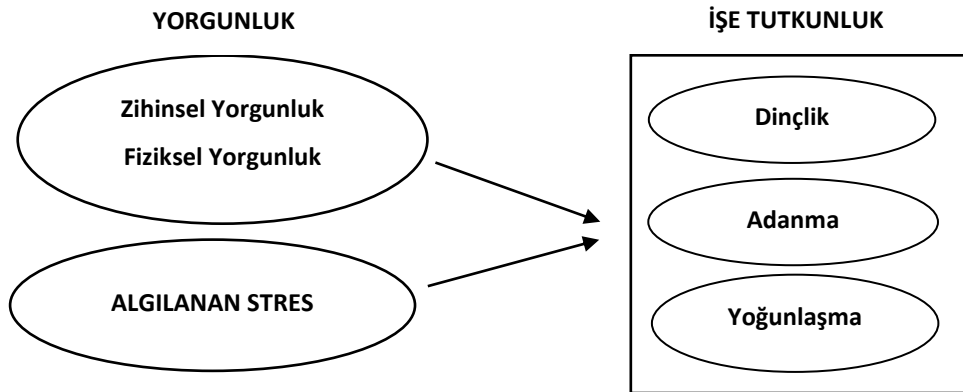 YORGUNLUK
Zihinsel Yorgunluk
Fiziksel Yorgunluk
ALGILANAN STRES
İŞE TUTKUNLUK
Dinçlik
Adanma
Yoğunlaşma